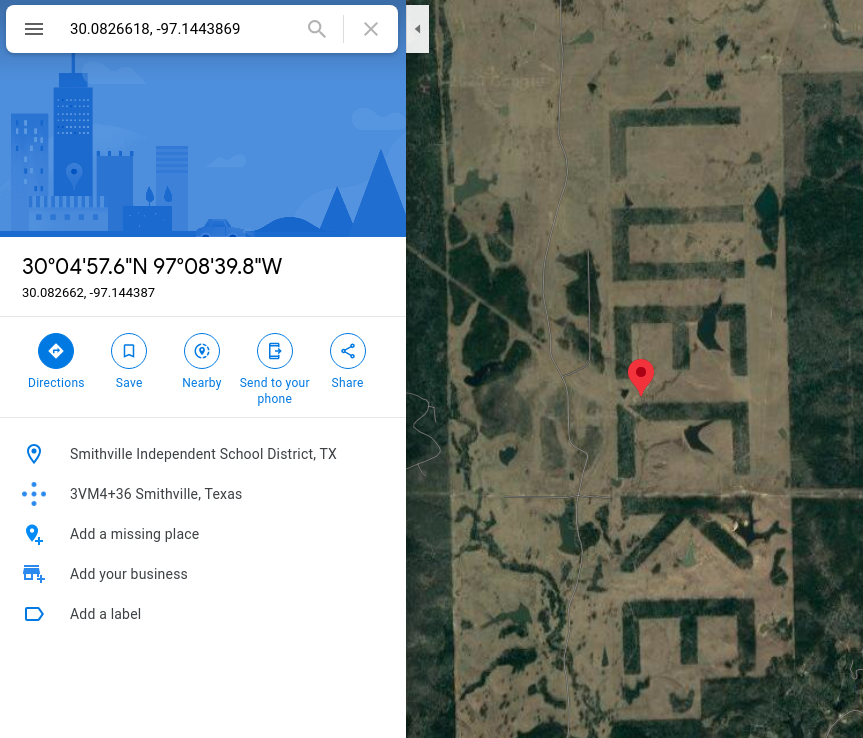 30.0826618, -97.1443869
30°04'57.6"N 97°08'39.8"W
30.082662, -97.144387
Directions
Save
Nearby
Send to your
phone
Share
Smithville Independent School District, TX
3VM4+36 Smithville, Texas
Add a missing place
Add your business
Add a label
LUECKE